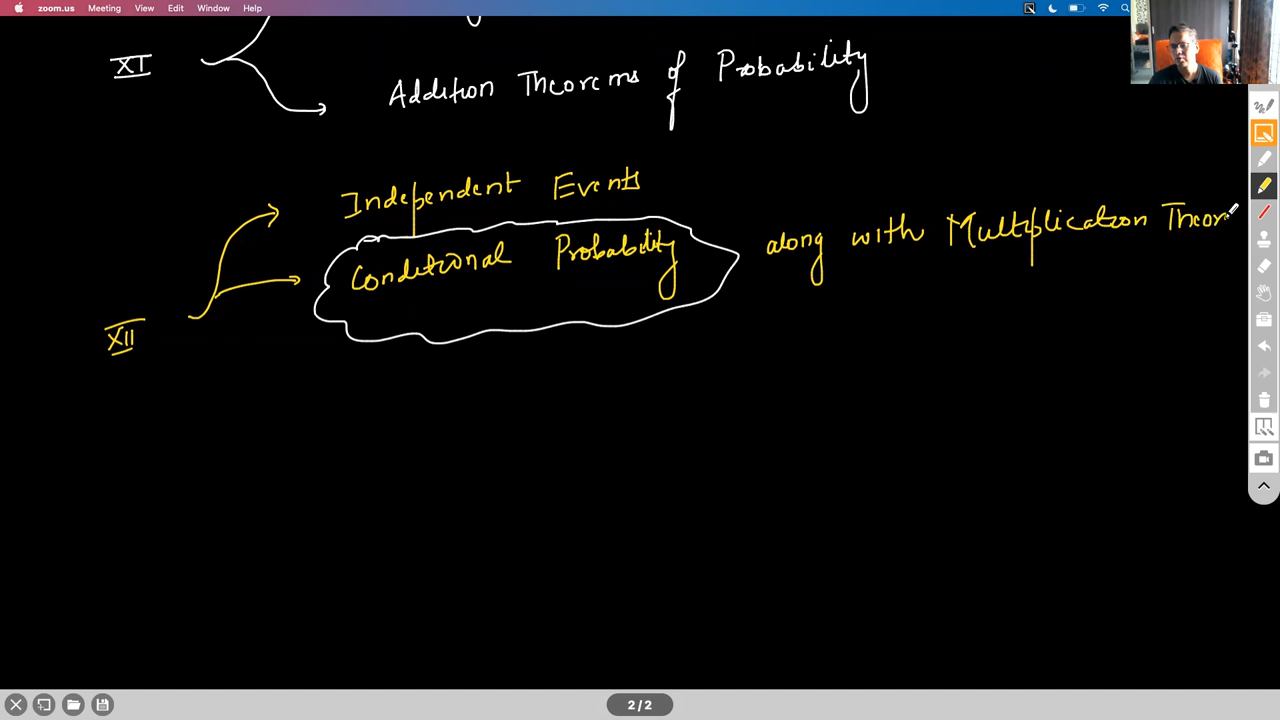 zoom.us Meeting View Edit Window Help
XI
Addition Theorems of Probability
Independent Events
Conditional Probability along with Multiplication Theor
XII
2/2